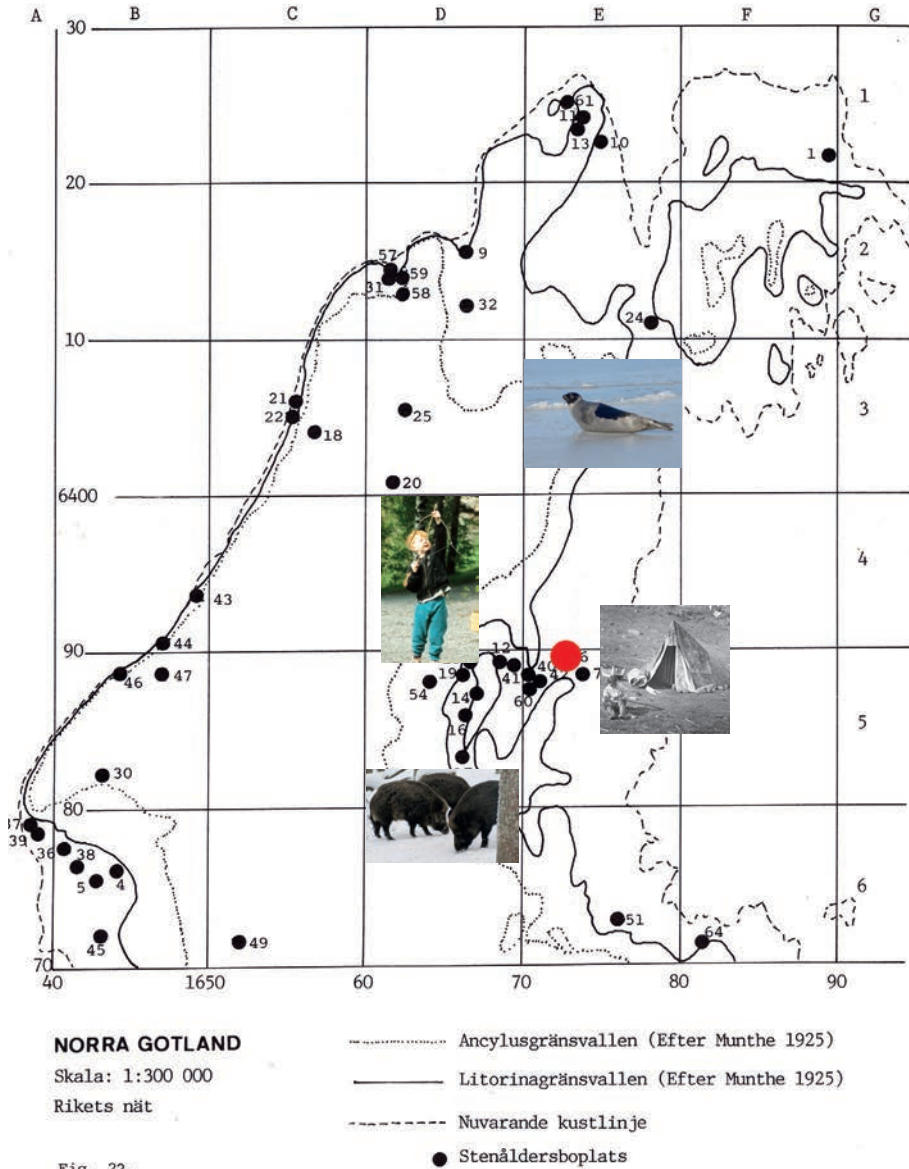 A B C D E F G
30
1
61
11
13 10 1
20
2
57 9
59
31
58 32
24
10
3
21
22 25
18
20
6400
4
43
44 90 12
46 47 19 41 40 7
54 14 60
16 5
30
80
39
36 38
5 4 6
51
45 49 64
70
40 1650 60 70 80 90
NORRA GOTLAND
Skala: 1:300 000
Rikets nät
Ancylusgränsvallen (Efter Munthe 1925)
Litorinagränsvallen (Efter Munthe 1925)
Nuvarande kustlinje
Stenåldersboplats